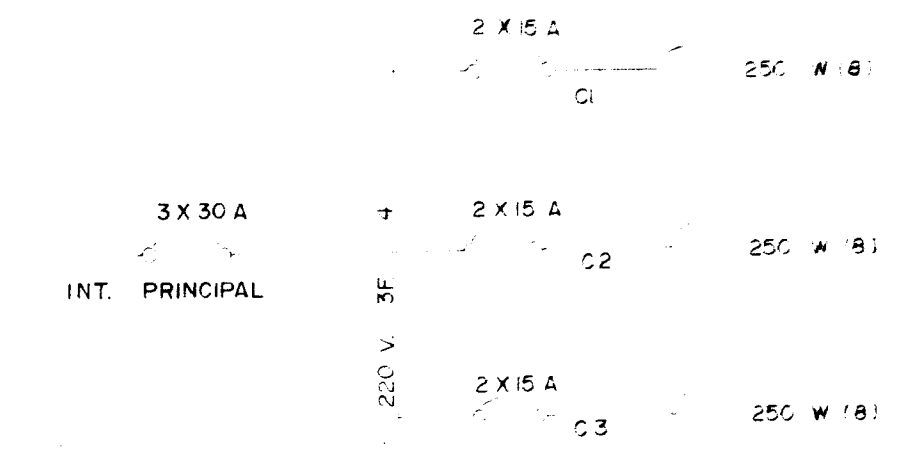 2 X 15 A
250 W (8)
C1
3 X 30 A
2 X 15 A
250 W (8)
C2
INT. PRINCIPAL
220 V. 3F 4
2 X 15 A
250 W (8)
C3